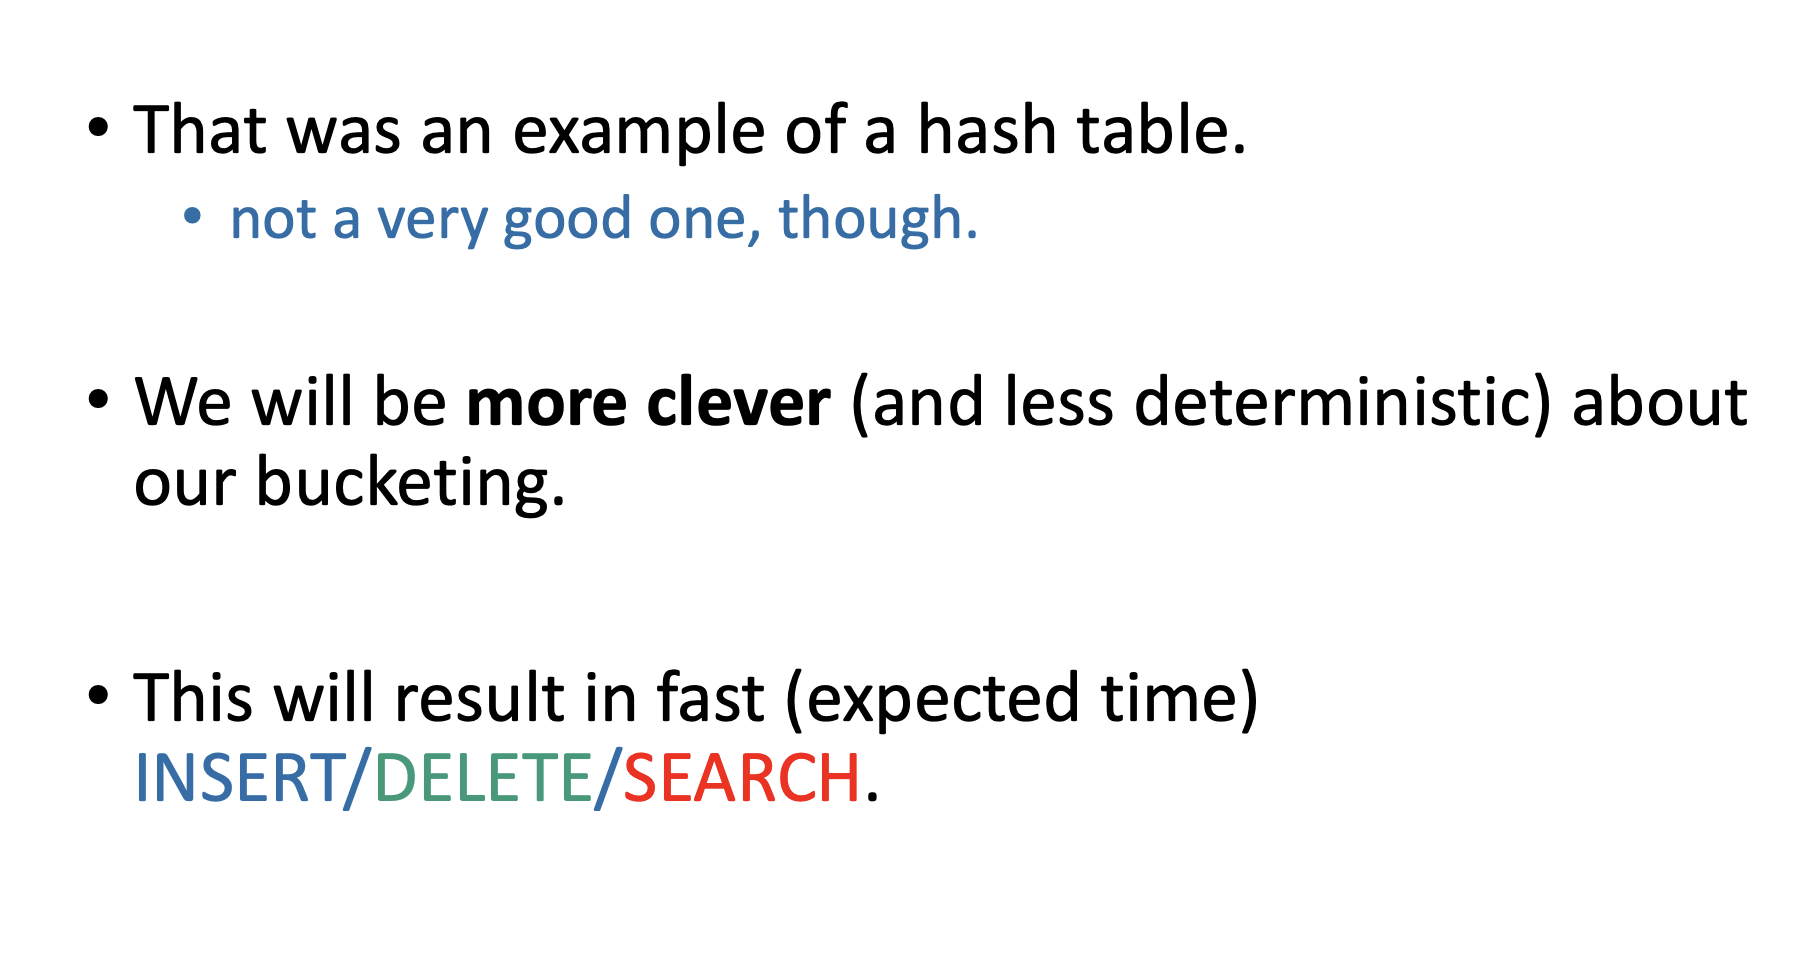 • That was an example of a hash table.
• not a very good one, though.
• We will be more clever (and less deterministic) about
our bucketing.
• This will result in fast (expected time)
INSERT/DELETE/SEARCH.